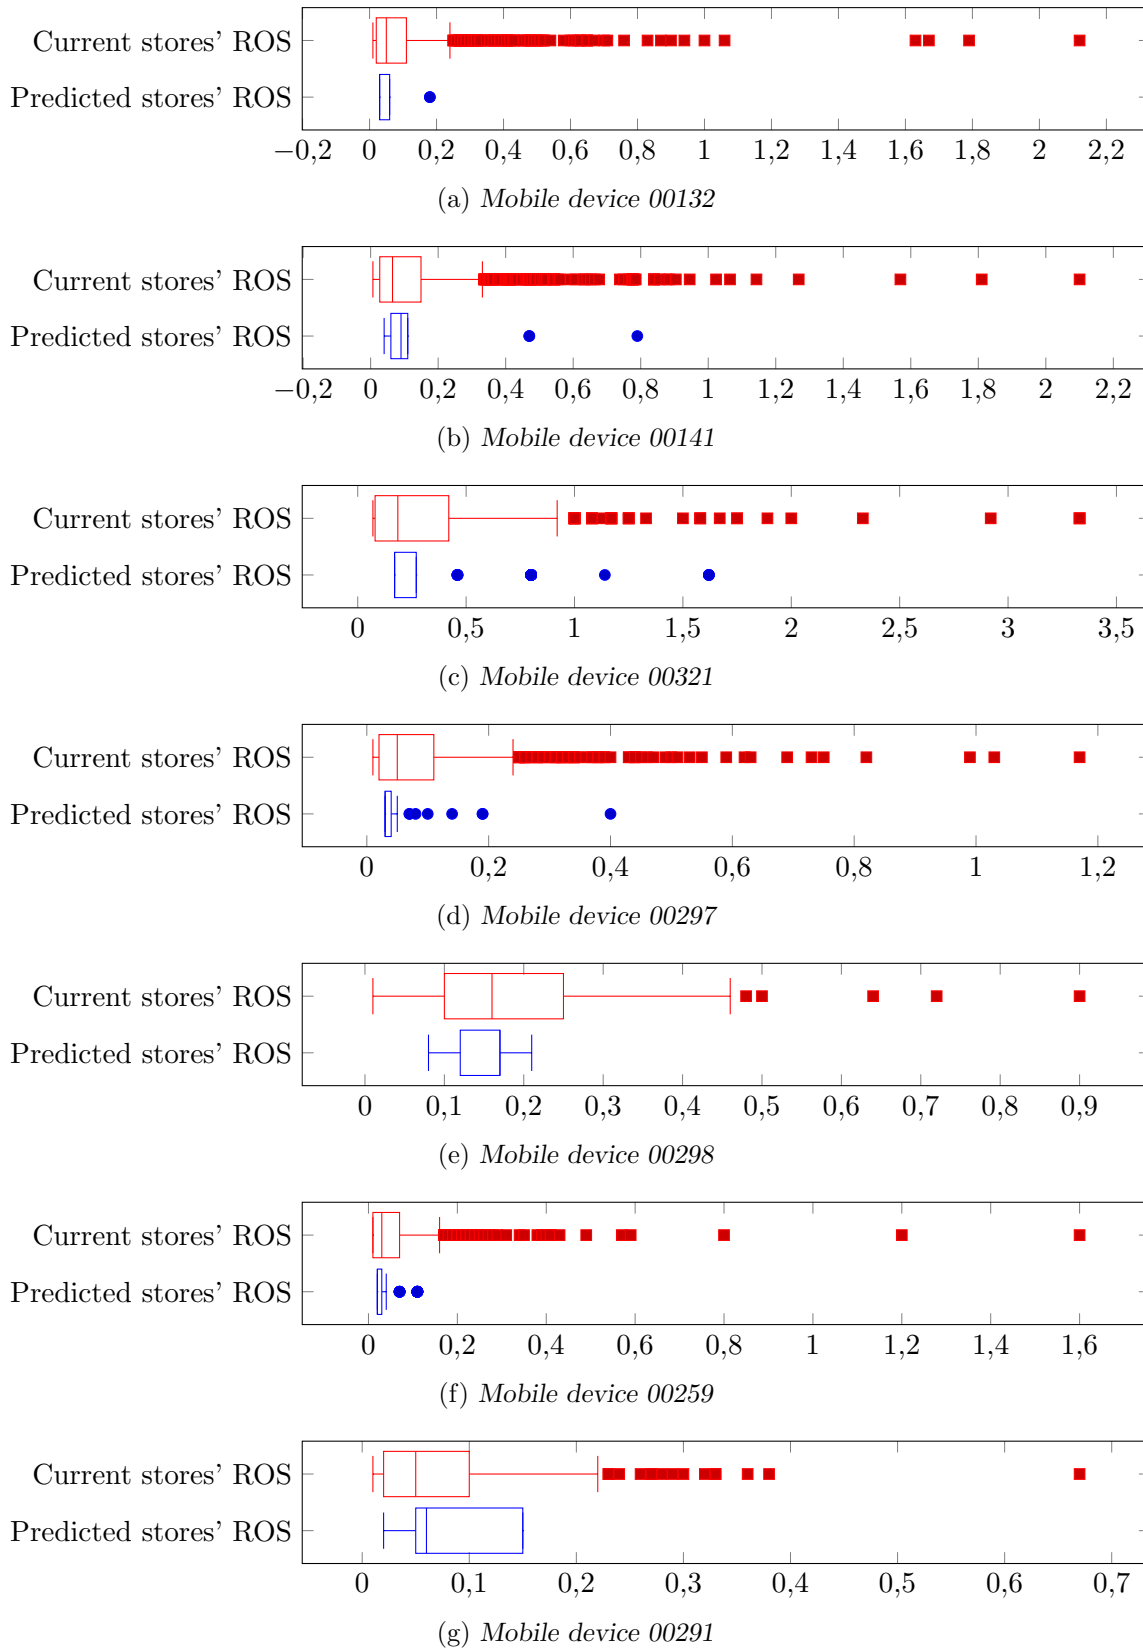 Current stores’ ROS
Predicted stores’ ROS
−0,2 0 0,2 0,4 0,6 0,8 1 1,2 1,4 1,6 1,8 2 2,2
(a) Mobile device 00132
Current stores’ ROS
Predicted stores’ ROS
−0,2 0 0,2 0,4 0,6 0,8 1 1,2 1,4 1,6 1,8 2 2,2
(b) Mobile device 00141
Current stores’ ROS
Predicted stores’ ROS
0 0,5 1 1,5 2 2,5 3 3,5
(c) Mobile device 00321
Current stores’ ROS
Predicted stores’ ROS
0 0,2 0,4 0,6 0,8 1 1,2
(d) Mobile device 00297
Current stores’ ROS
Predicted stores’ ROS
0 0,1 0,2 0,3 0,4 0,5 0,6 0,7 0,8 0,9
(e) Mobile device 00298
Current stores’ ROS
Predicted stores’ ROS
0 0,2 0,4 0,6 0,8 1 1,2 1,4 1,6
(f) Mobile device 00259
Current stores’ ROS
Predicted stores’ ROS
0 0,1 0,2 0,3 0,4 0,5 0,6 0,7
(g) Mobile device 00291